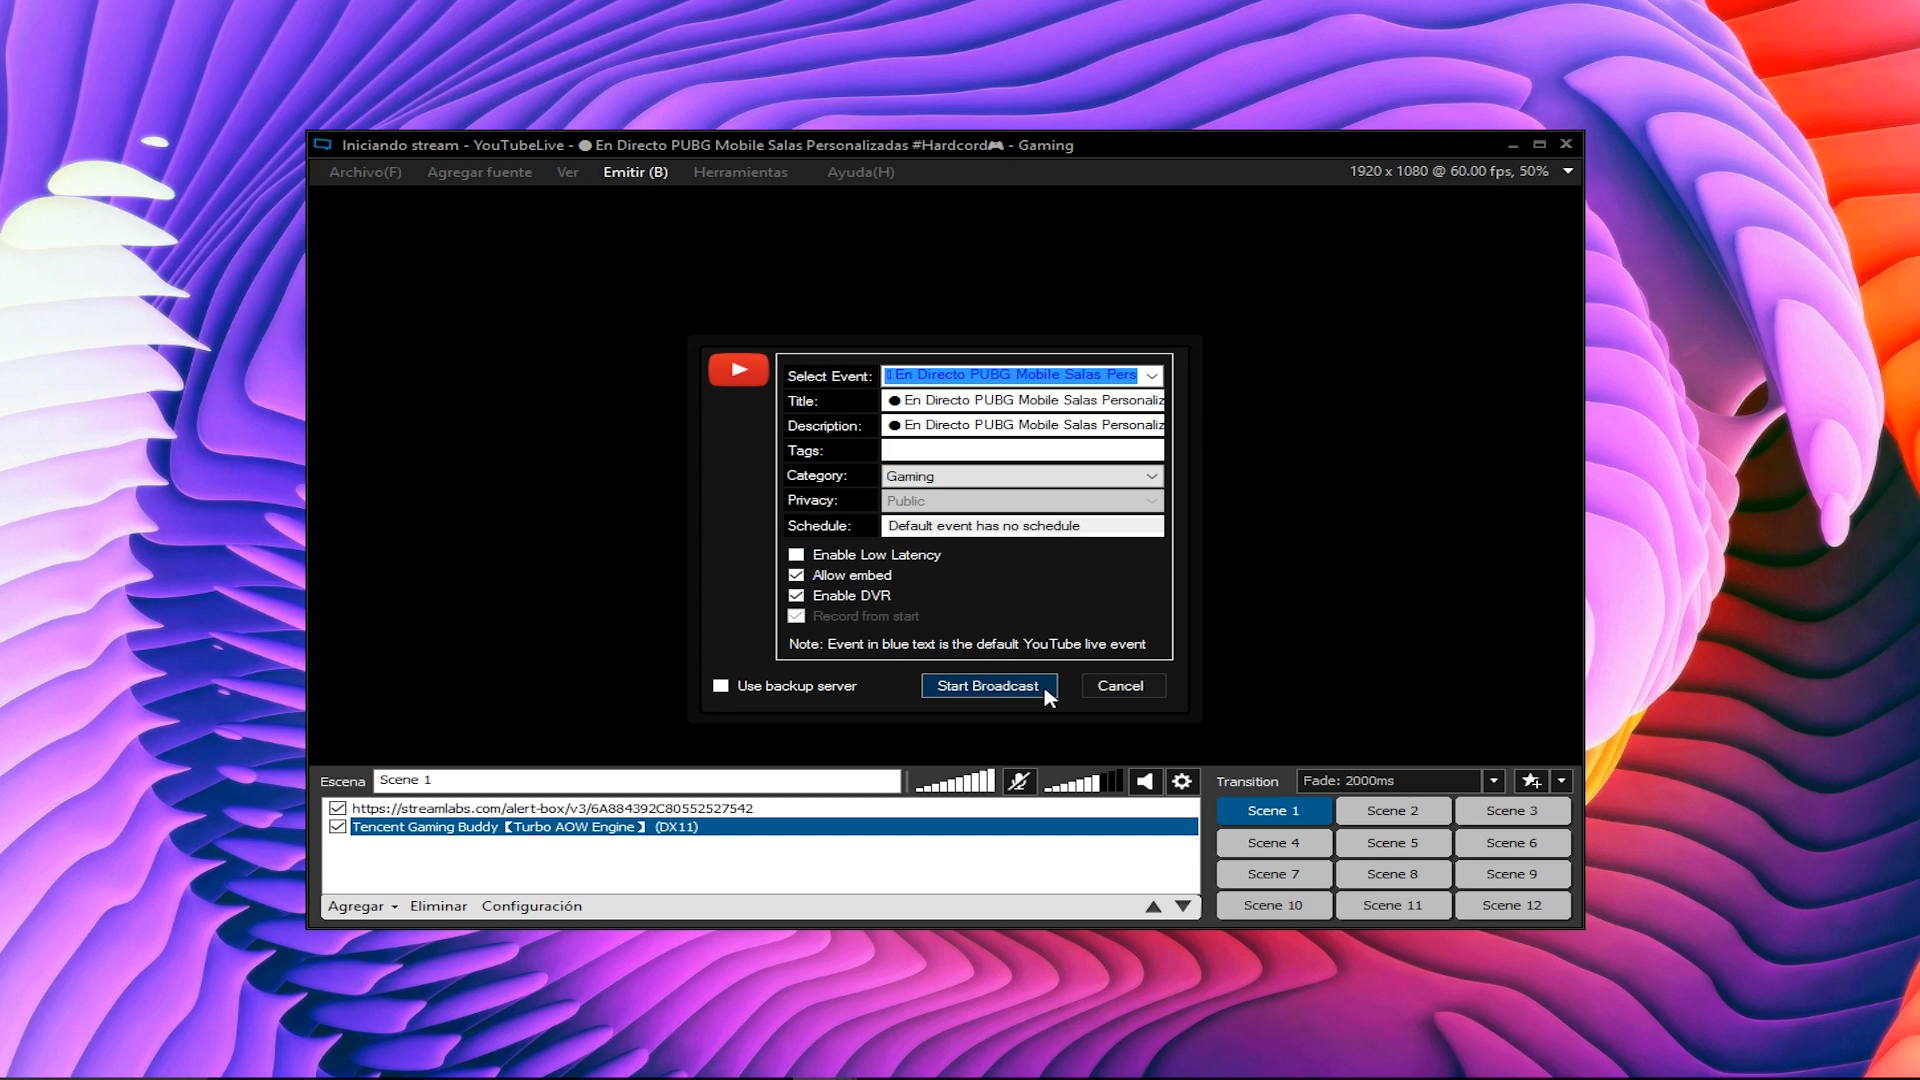 Iniciando stream - YouTubeLive - ● En Directo PUBG Mobile Salas Personalizadas #Hardcord🎮 - Gaming
Archivo(F) Agregar fuente Ver Emitir (B) Herramientas Ayuda(H) 1920 x 1080 @ 60.00 fps, 50%
Select Event: En Directo PUBG Mobile Salas Pers
Title: ● En Directo PUBG Mobile Salas Personaliz
Description: ● En Directo PUBG Mobile Salas Personaliz
Tags:
Category: Gaming
Privacy: Public
Schedule: Default event has no schedule
Enable Low Latency
Allow embed
Enable DVR
Record from start
Note: Event in blue text is the default YouTube live event
Use backup server Start Broadcast Cancel
Escena Scene 1 Transition Fade: 2000ms
https://streamlabs.com/alert-box/v3/6A884392C80552527542
Tencent Gaming Buddy【Turbo AOW Engine】 (DX11)
Scene 1 Scene 2 Scene 3
Scene 4 Scene 5 Scene 6
Scene 7 Scene 8 Scene 9
Scene 10 Scene 11 Scene 12
Agregar Eliminar Configuración